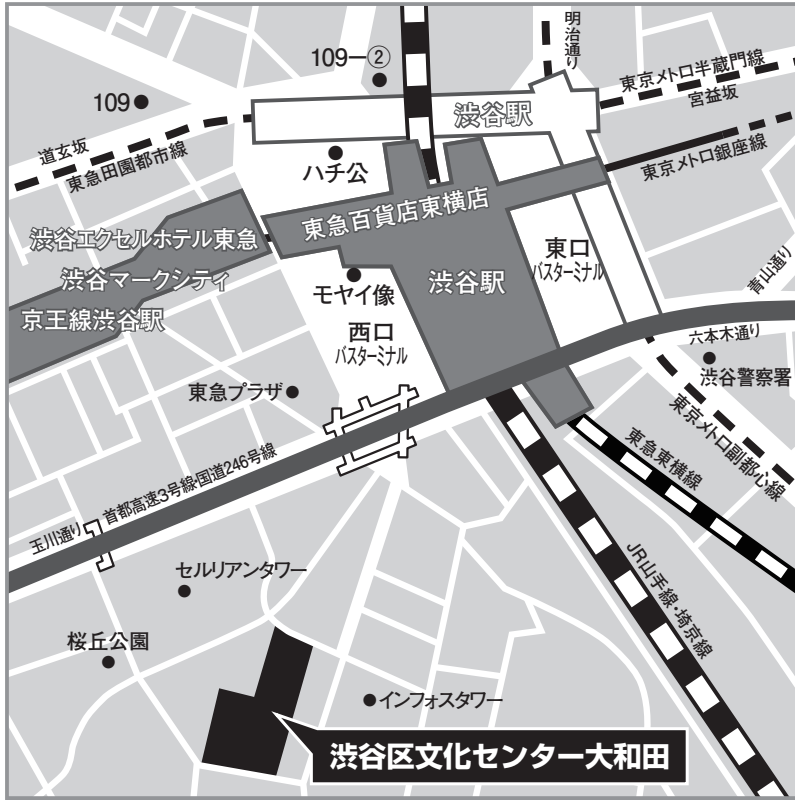 明治通り
109−②
東京メトロ半蔵門線
109
渋谷駅
宮益坂
道玄坂
東急田園都市線
ハチ公
東京メトロ銀座線
東急百貨店東横店
渋谷エクセルホテル東急
東口
バスターミナル
青山通り
渋谷マークシティ
モヤイ像
渋谷駅
京王線渋谷駅
西口
バスターミナル
六本木通り
渋谷警察署
東急プラザ
東京メトロ副都心線
東急東横線
首都高速3号線・国道246号線
玉川通り
セルリアンタワー
JR山手線・埼京線
桜丘公園
インフォスタワー
渋谷区文化センター大和田